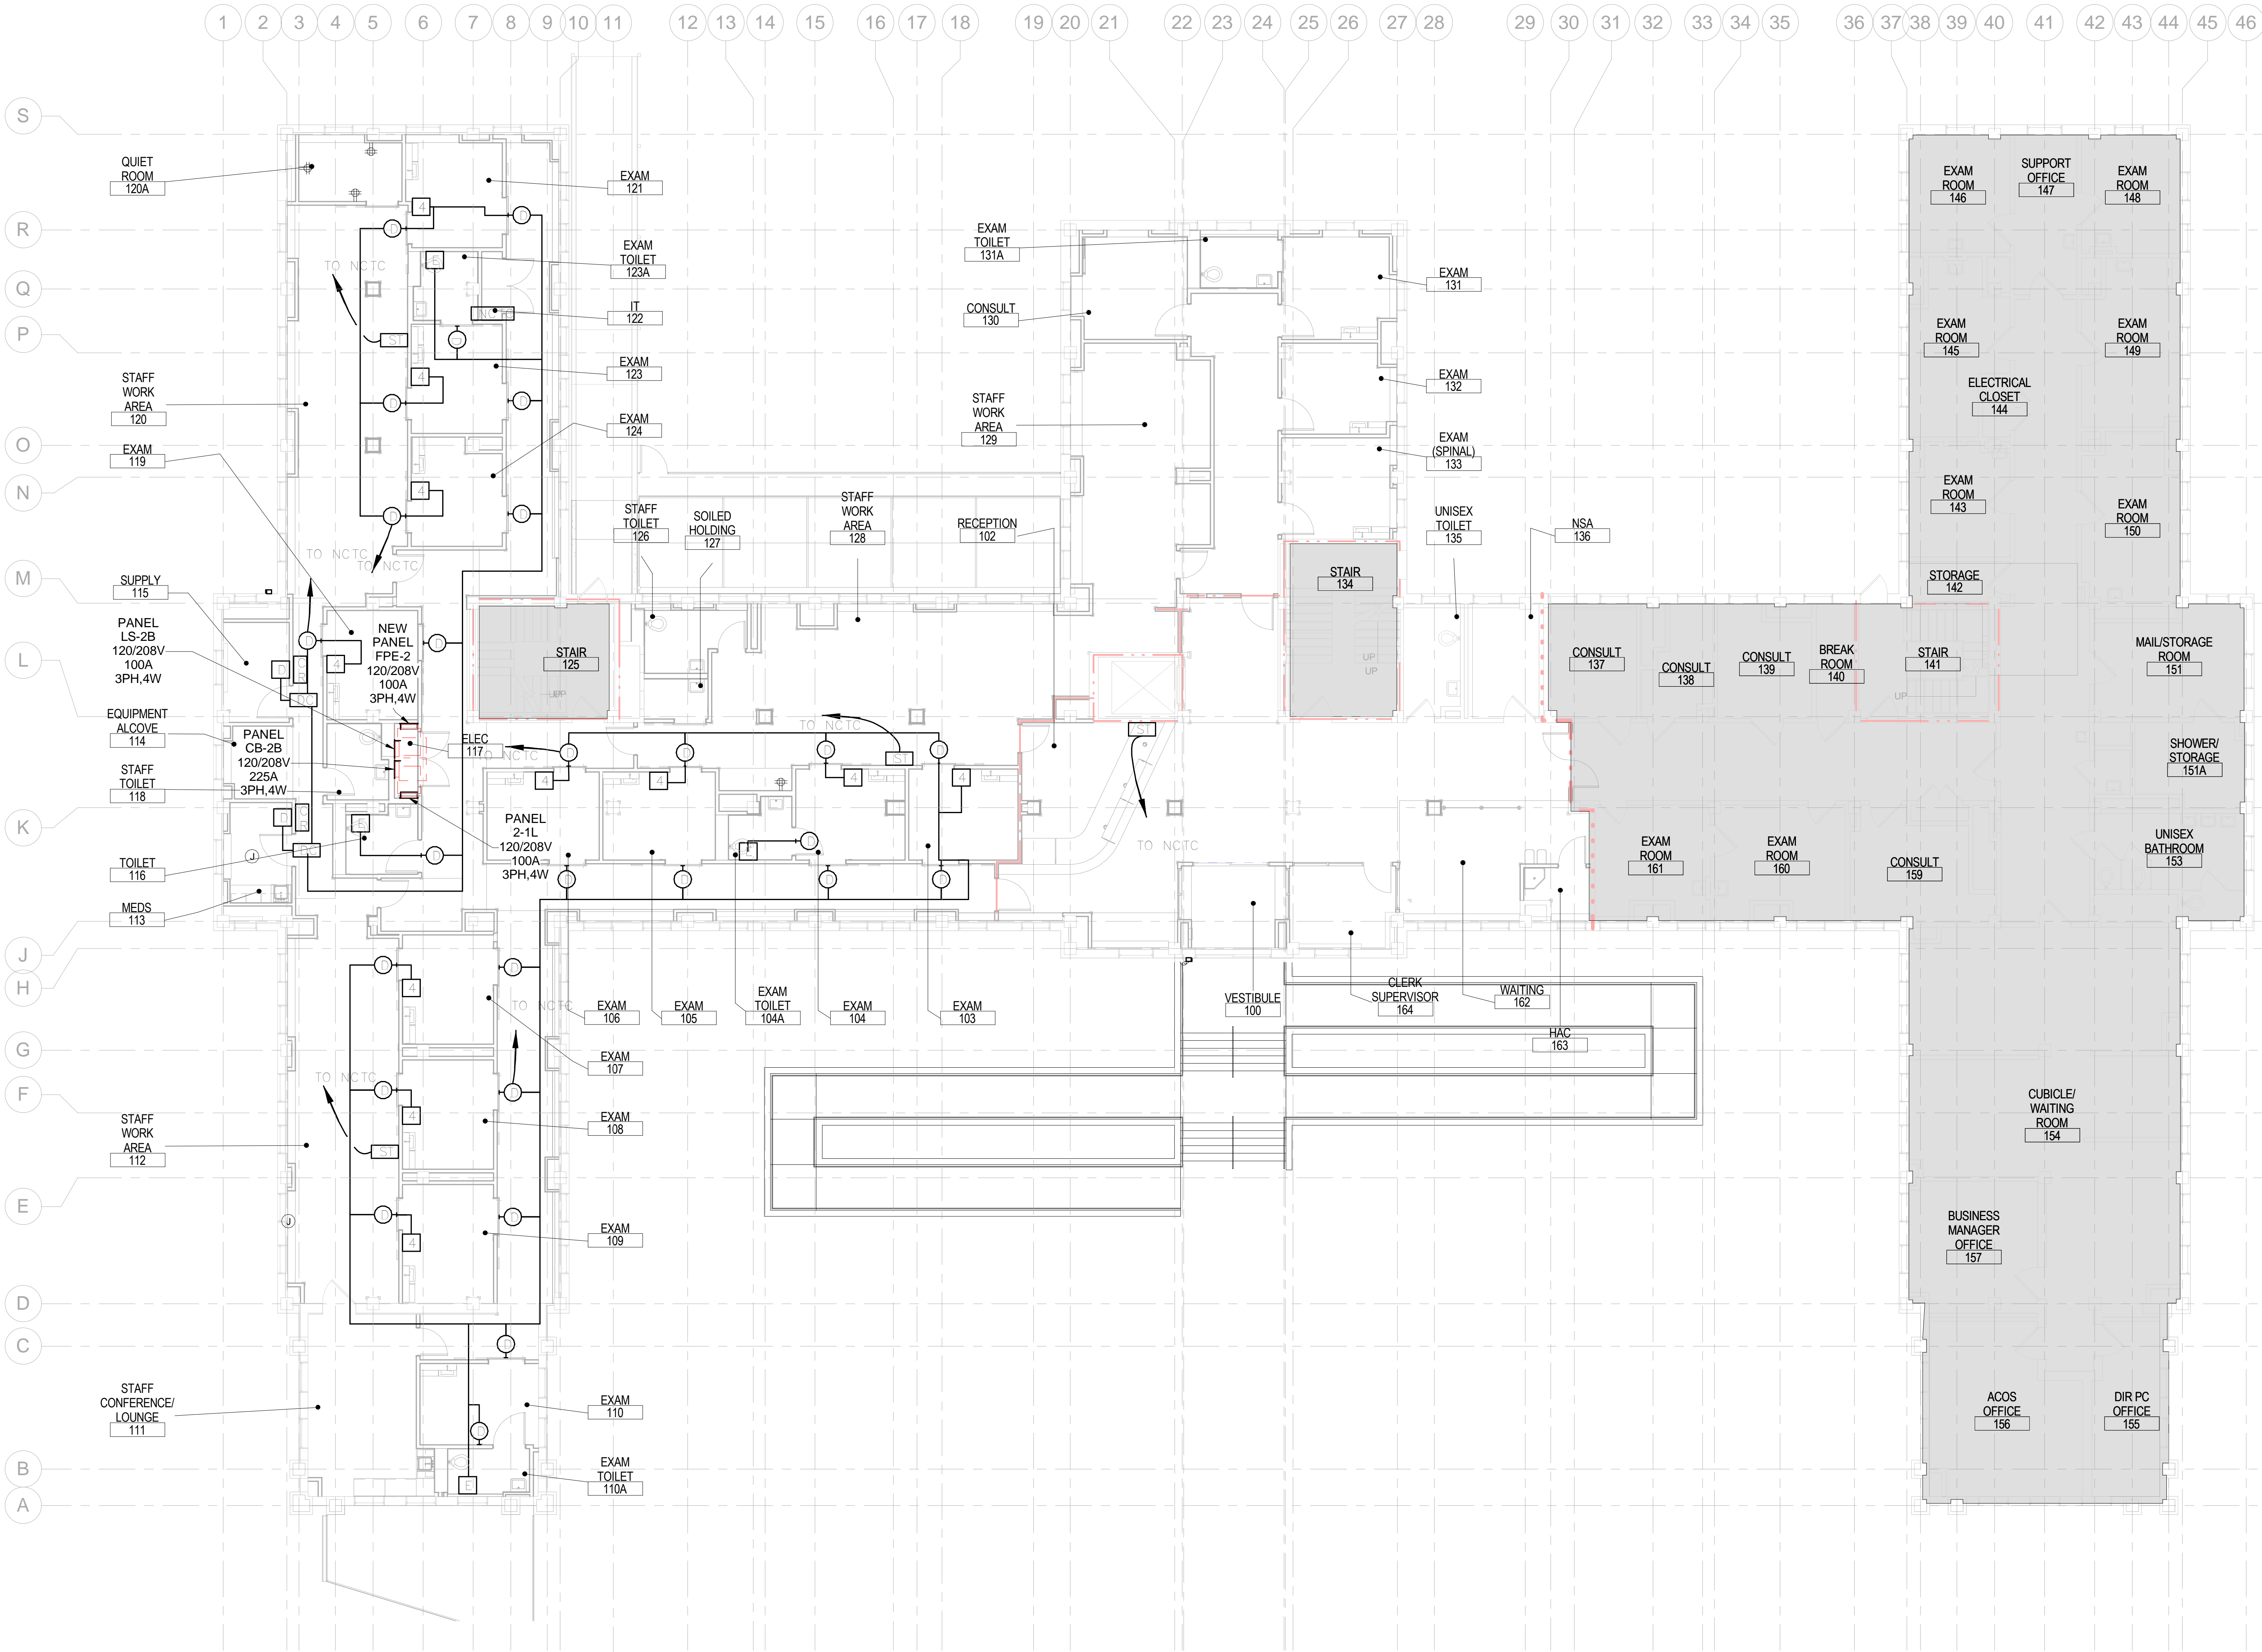 1 2 3 4 5 6 7 8 9 10 11 12 13 14 15 16 17 18 19 20 21 22 23 24 25 26 27 28 29 30 31 32 33 34 35 36 37 38 39 40 41 42 43 44 45 46
S
R
Q
P
O
N
M
L
K
J
H
G
F
E
D
C
B
A
QUIET
ROOM
120A
STAFF
WORK
AREA
120
EXAM
119
SUPPLY
115
PANEL
LS-2B
120/208V
100A
3PH,4W
EQUIPMENT
ALCOVE
114
STAFF
TOILET
118
TOILET
116
MEDS
113
STAFF
WORK
AREA
112
STAFF
CONFERENCE/
LOUNGE
111
NEW
PANEL
FPE-2
120/208V
100A
3PH,4W
PANEL
CB-2B
120/208V
225A
3PH,4W
ELEC
117
PANEL
2-1L
120/208V
100A
3PH,4W
EXAM
121
EXAM
TOILET
123A
IT
122
EXAM
123
EXAM
124
STAIR
125
STAFF
TOILET
126
SOILED
HOLDING
127
STAFF
WORK
AREA
128
RECEPTION
102
EXAM
106
EXAM
105
EXAM
TOILET
104A
EXAM
104
EXAM
103
EXAM
107
EXAM
108
EXAM
109
EXAM
110
EXAM
TOILET
110A
EXAM
TOILET
131A
CONSULT
130
STAFF
WORK
AREA
129
EXAM
131
EXAM
132
EXAM
(SPINAL)
133
STAIR
134
UNISEX
TOILET
135
NSA
136
VESTIBULE
100
CLERK
SUPERVISOR
164
WAITING
162
HAC
163
CONSULT
137
CONSULT
138
CONSULT
139
BREAK
ROOM
140
STAIR
141
STORAGE
142
EXAM
ROOM
143
ELECTRICAL
CLOSET
144
EXAM
ROOM
145
EXAM
ROOM
146
SUPPORT
OFFICE
147
EXAM
ROOM
148
EXAM
ROOM
149
EXAM
ROOM
150
MAIL/STORAGE
ROOM
151
SHOWER/
STORAGE
151A
UNISEX
BATHROOM
153
CUBICLE/
WAITING
ROOM
154
BUSINESS
MANAGER
OFFICE
157
ACOS
OFFICE
156
DIR PC
OFFICE
155
CONSULT
159
EXAM
ROOM
160
EXAM
ROOM
161
TO NCTC
TO NCTC
TO NCTC
TO NCTC
TO NCTC
TO NCTC
TO NCTC
TO NCTC
NCTC
ST
ST
ST
ST
UP
UP
UP
UP
J
J